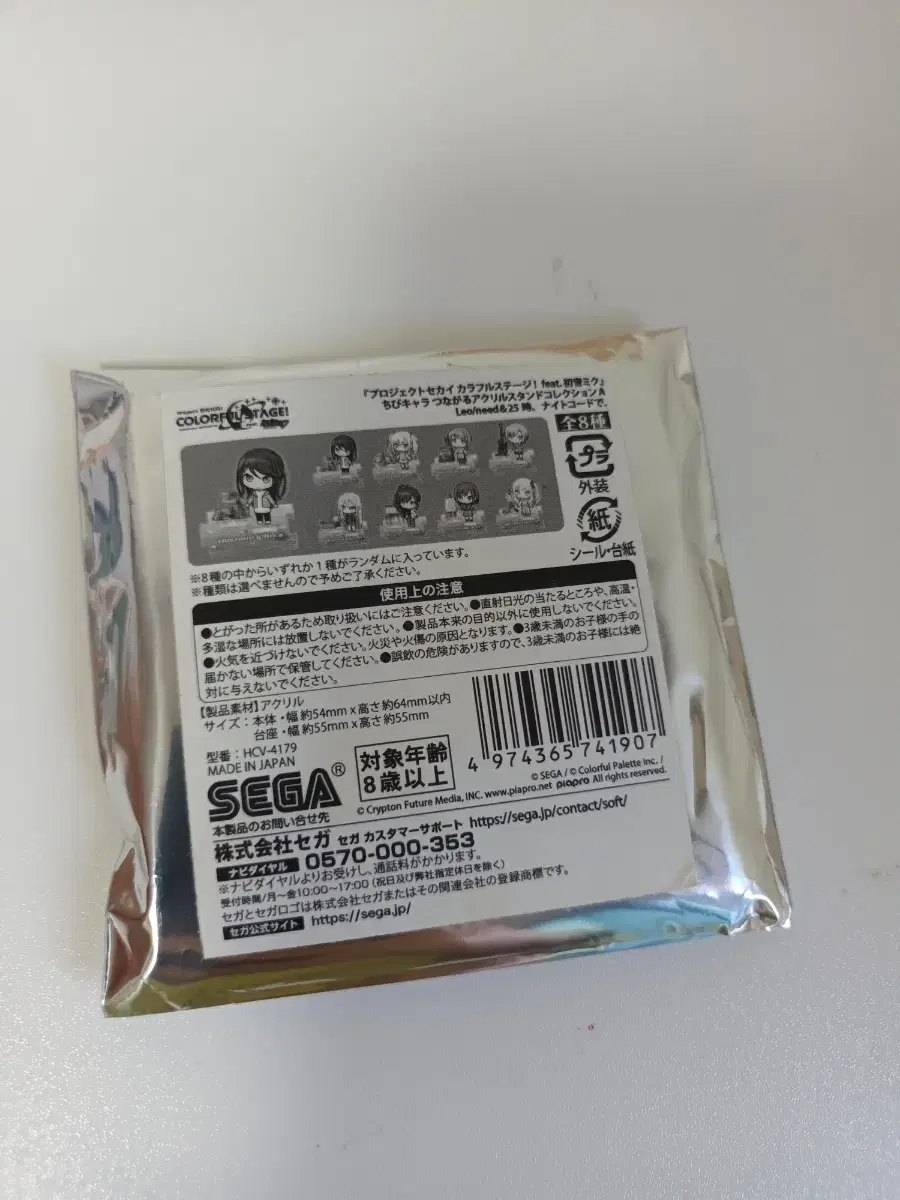 『プロジェクトセカイ カラフルステージ！ feat. 初音ミク』
ちびキャラ つながるアクリルスタンドコレクション A
Leo/need＆25時、ナイトコードで。
COLORFUL STAGE!
全8種
プラ
外装
紙
シール・台紙
※8種の中からいずれか1種がランダムに入っています。
※種類は選べませんので予めご了承ください。
使用上の注意
●とがった所があるため取り扱いにはご注意ください。●直射日光の当たるところや、高温・
多湿な場所には放置しないでください。●製品本来の目的以外に使用しないでください。
●火気を近づけないでください。火災や火傷の原因となります。●3歳未満のお子様の手の
届かない場所で保管してください。●誤飲の危険がありますので、3歳未満のお子様には絶
対に与えないでください。
【製品素材】アクリル
サイズ：本体・幅 約54mm x 高さ 約64mm以内
台座・幅 約55mm x 高さ 約55mm
型番：HCV-4179
MADE IN JAPAN
対象年齢
8歳以上
4 974365 741907
SEGA®
© SEGA / © Colorful Palette Inc. /
© Crypton Future Media, INC. www.piapro.net piapro All rights reserved.
本製品のお問い合せ先
株式会社セガ セガ カスタマーサポート https://sega.jp/contact/soft/
ナビダイヤル 0570-000-353
※ナビダイヤルよりお受けし、通話料がかかります。
受付時間/月〜金10:00〜17:00（祝日及び弊社指定休日を除く）
セガとセガロゴは株式会社セガまたはその関連会社の登録商標です。
セガ公式サイト https://sega.jp/